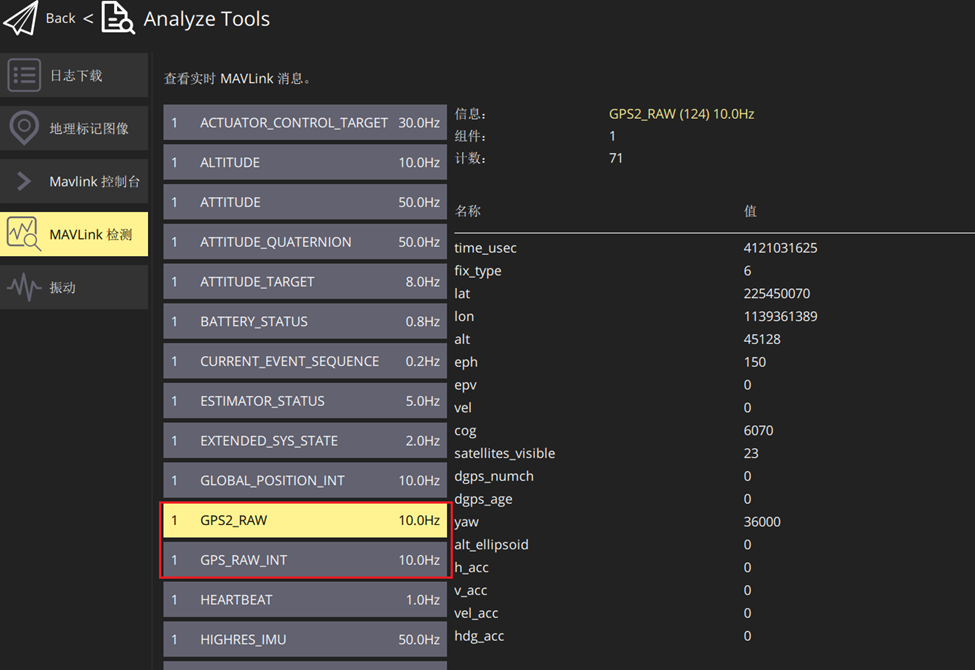 Back < Analyze Tools
日志下载
地理标记图像
Mavlink 控制台
MAVLink 检测
振动
查看实时 MAVLink 消息。
1 ACTUATOR_CONTROL_TARGET 30.0Hz
1 ALTITUDE 10.0Hz
1 ATTITUDE 50.0Hz
1 ATTITUDE_QUATERNION 50.0Hz
1 ATTITUDE_TARGET 8.0Hz
1 BATTERY_STATUS 0.8Hz
1 CURRENT_EVENT_SEQUENCE 0.2Hz
1 ESTIMATOR_STATUS 5.0Hz
1 EXTENDED_SYS_STATE 2.0Hz
1 GLOBAL_POSITION_INT 10.0Hz
1 GPS2_RAW 10.0Hz
1 GPS_RAW_INT 10.0Hz
1 HEARTBEAT 1.0Hz
1 HIGHRES_IMU 50.0Hz
信息: GPS2_RAW (124) 10.0Hz
组件: 1
计数: 71
名称 值
time_usec 4121031625
fix_type 6
lat 225450070
lon 1139361389
alt 45128
eph 150
epv 0
vel 0
cog 6070
satellites_visible 23
dgps_numch 0
dgps_age 0
yaw 36000
alt_ellipsoid 0
h_acc 0
v_acc 0
vel_acc 0
hdg_acc 0